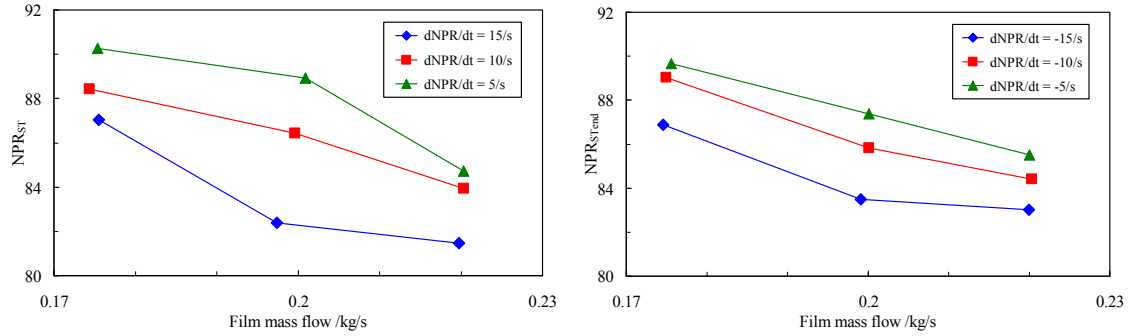 92
88
84
80
NPRST
0.17
0.2
0.23
Film mass flow /kg/s
dNPR/dt = 15/s
dNPR/dt = 10/s
dNPR/dt = 5/s
92
88
84
80
NPRSTend
0.17
0.2
0.23
Film mass flow /kg/s
dNPR/dt = -15/s
dNPR/dt = -10/s
dNPR/dt = -5/s